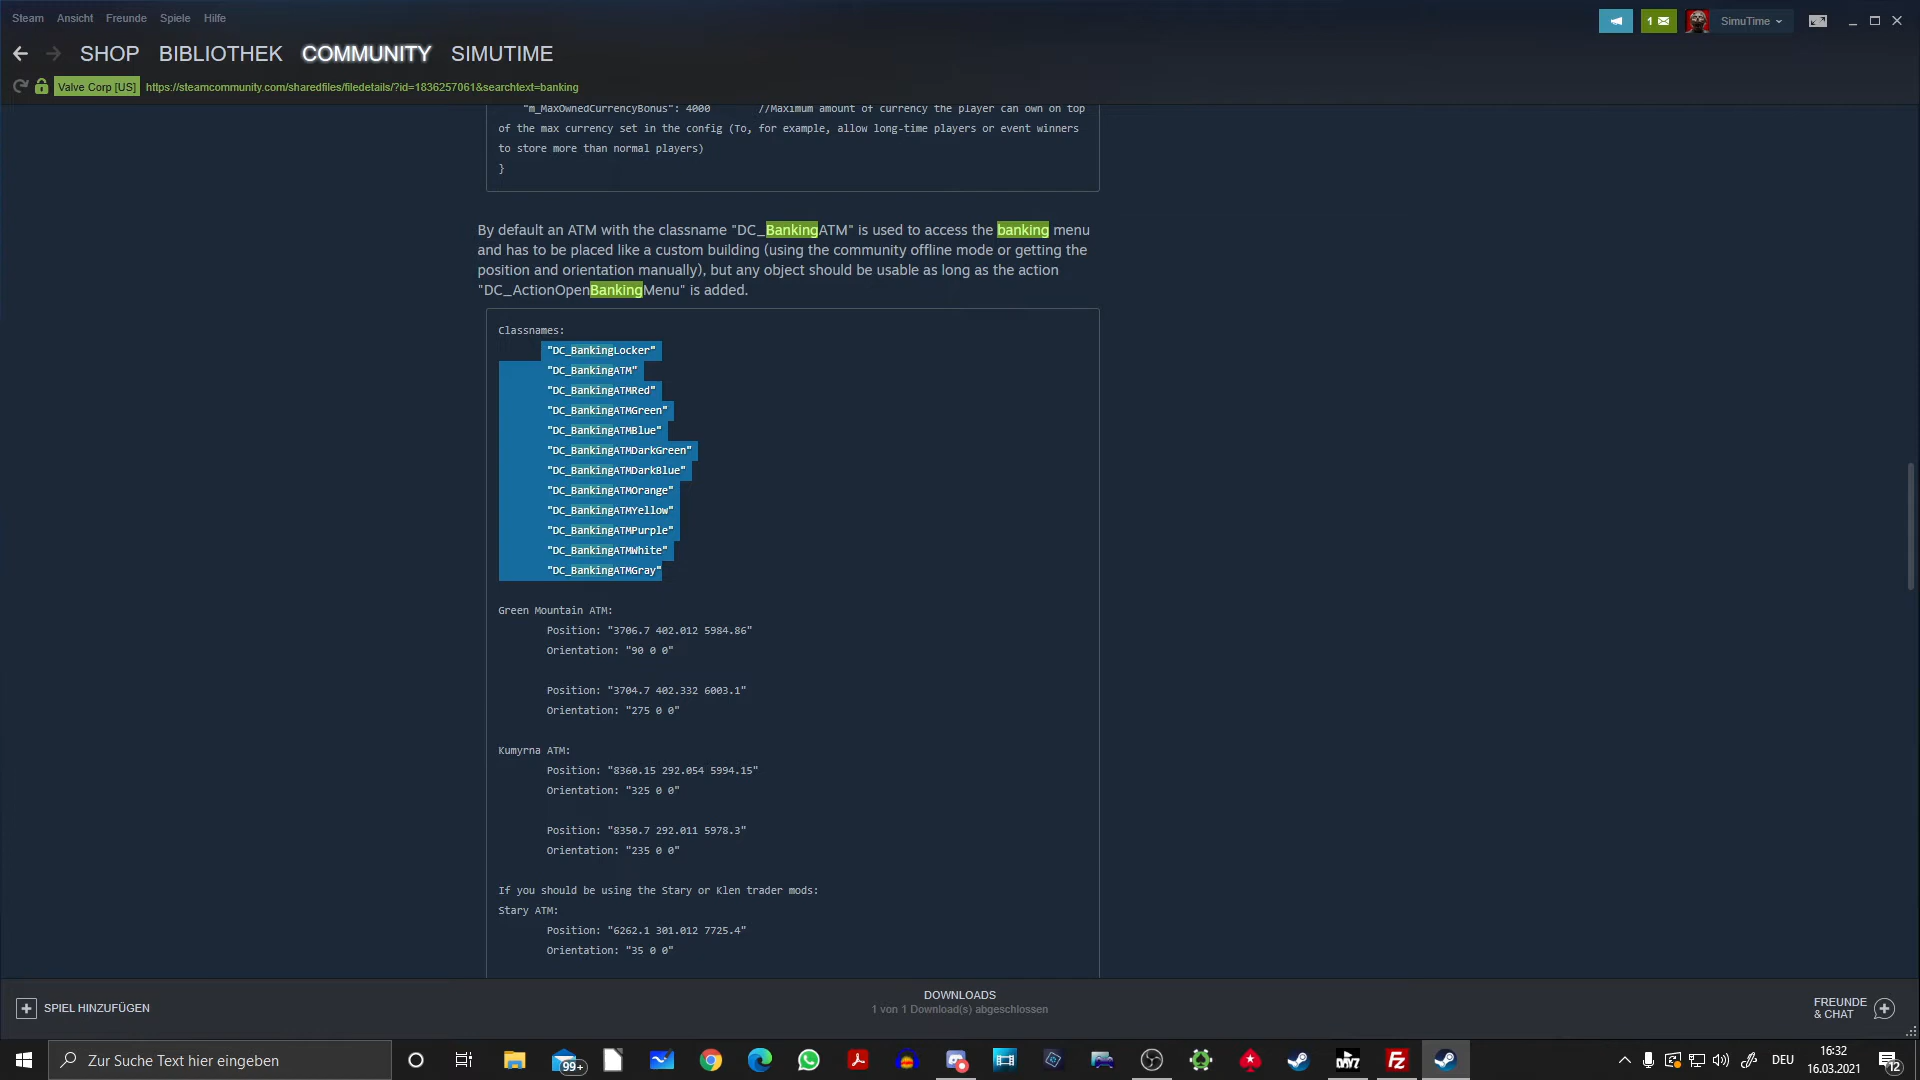 Steam Ansicht Freunde Spiele Hilfe
1 SimuTime
SHOP BIBLIOTHEK COMMUNITY SIMUTIME
Valve Corp [US] https://steamcommunity.com/sharedfiles/filedetails/?id=1836257061&searchtext=banking
"m_MaxOwnedCurrencyBonus": 4000 //Maximum amount of currency the player can own on top
of the max currency set in the config (To, for example, allow long-time players or event winners
to store more than normal players)
}
By default an ATM with the classname "DC_BankingATM" is used to access the banking menu
and has to be placed like a custom building (using the community offline mode or getting the
position and orientation manually), but any object should be usable as long as the action
"DC_ActionOpenBankingMenu" is added.
Classnames:
"DC_BankingLocker"
"DC_BankingATM"
"DC_BankingATMRed"
"DC_BankingATMGreen"
"DC_BankingATMBlue"
"DC_BankingATMDarkGreen"
"DC_BankingATMDarkBlue"
"DC_BankingATMOrange"
"DC_BankingATMYellow"
"DC_BankingATMPurple"
"DC_BankingATMWhite"
"DC_BankingATMGray"
Green Mountain ATM:
Position: "3706.7 402.012 5984.86"
Orientation: "90 0 0"
Position: "3704.7 402.332 6003.1"
Orientation: "275 0 0"
Kumyrna ATM:
Position: "8360.15 292.054 5994.15"
Orientation: "325 0 0"
Position: "8350.7 292.011 5978.3"
Orientation: "235 0 0"
If you should be using the Stary or Klen trader mods:
Stary ATM:
Position: "6262.1 301.012 7725.4"
Orientation: "35 0 0"
SPIEL HINZUFÜGEN
DOWNLOADS
1 von 1 Download(s) abgeschlossen
FREUNDE
& CHAT
Zur Suche Text hier eingeben
99+
DAYZ
FZ
DEU
16:32
16.03.2021
12